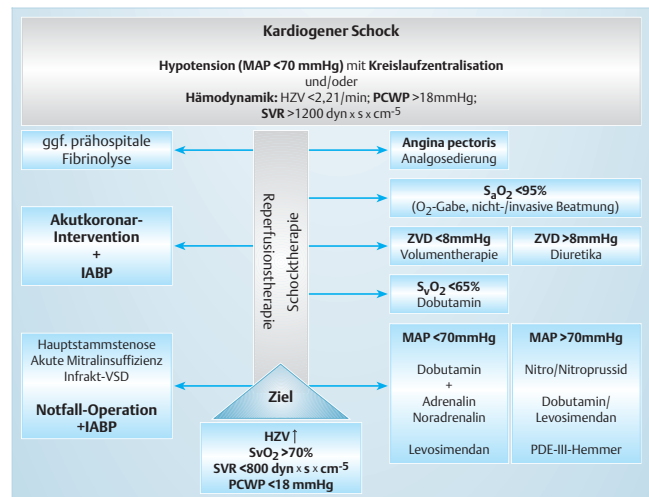 Kardiogener Schock
Hypotension (MAP <70 mmHg) mit Kreislaufzentralisation
und/oder
Hämodynamik: HZV <2,21/min; PCWP >18mmHg;
SVR >1200 dyn x s x cm-5
ggf. prähospitale
Fibrinolyse
Akutkoronar-
Intervention
+
IABP
Hauptstammstenose
Akute Mitralinsuffizienz
Infrakt-VSD
Notfall-Operation
+IABP
Reperfusionstherapie
Schocktherapie
Ziel
HZV ↑
SvO2 >70%
SVR <800 dyn x s x cm-5
PCWP <18 mmHg
Angina pectoris
Analgosedierung
SaO2 <95%
(O2-Gabe, nicht-/invasive Beatmung)
ZVD <8mmHg
Volumentherapie
ZVD >8mmHg
Diuretika
SvO2 <65%
Dobutamin
MAP <70mmHg
Dobutamin
+
Adrenalin
Noradrenalin
Levosimendan
MAP >70mmHg
Nitro/Nitroprussid
Dobutamin/
Levosimendan
PDE-III-Hemmer